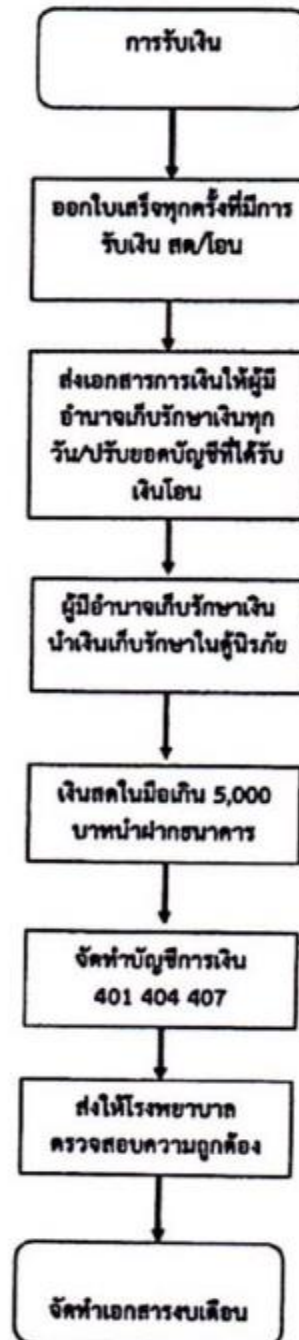 การรับเงิน
ออกใบเสร็จทุกครั้งที่มีการ
รับเงิน สด/โอน
ส่งเอกสารการเงินให้ผู้มี
อำนาจเก็บรักษาเงินทุก
วัน/ปรับยอดบัญชีที่ได้รับ
เงินโอน
ผู้มีอำนาจเก็บรักษาเงิน
นำเงินเก็บรักษาในตู้นิรภัย
เงินสดในมือเกิน 5,000
บาทนำฝากธนาคาร
จัดทำบัญชีการเงิน
401 404 407
ส่งให้โรงพยาบาล
ตรวจสอบความถูกต้อง
จัดทำเอกสารงบเดือน